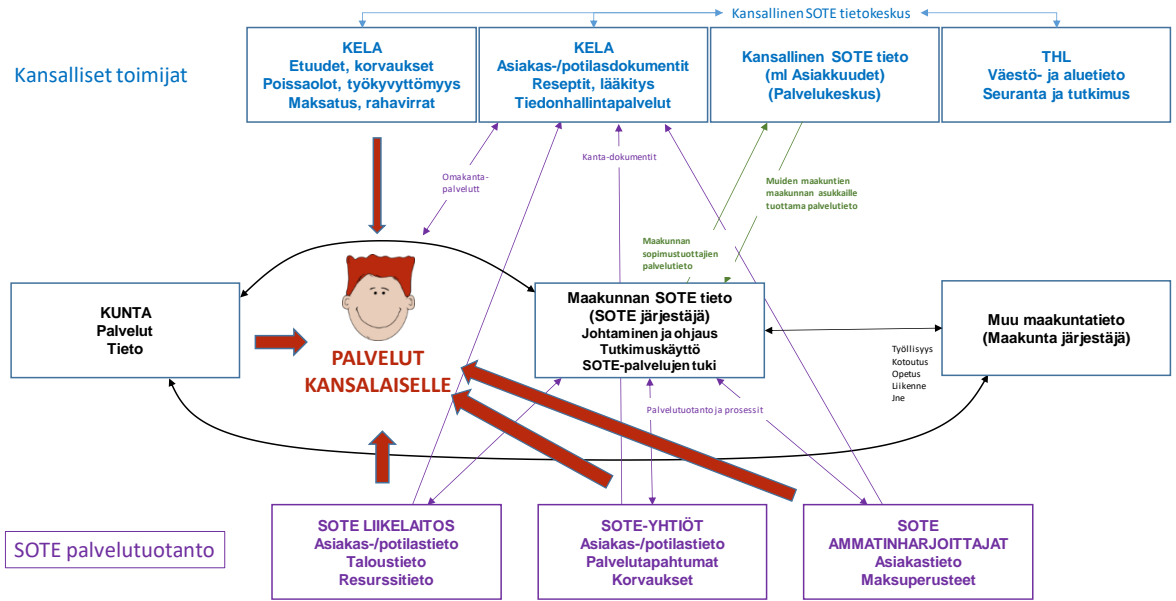 Kansallinen SOTE tietokeskus
Kansalliset toimijat
KELA
Etuudet, korvaukset
Poissaolot, työkyvyttömyys
Maksatus, rahavirrat
KELA
Asiakas-/potilasdokumentit
Reseptit, lääkitys
Tiedonhallintapalvelut
Kansallinen SOTE tieto
(ml Asiakkuudet)
(Palvelukeskus)
THL
Väestö- ja aluetieto
Seuranta ja tutkimus
Omakanta-
palvelutt
Kanta-dokumentit
Muiden maakuntien
maakunnan asukkaille
tuottama palvelutieto
Maakunnan
sopimustuottajien
palvelutieto
KUNTA
Palvelut
Tieto
PALVELUT
KANSALAISELLE
Maakunnan SOTE tieto
(SOTE järjestäjä)
Johtaminen ja ohjaus
Tutkimuskäyttö
SOTE-palvelujen tuki
Muu maakuntatieto
(Maakunta järjestäjä)
Työllisyys
Kotoutus
Opetus
Liikenne
Jne
Palvelutuotanto ja prosessit
SOTE palvelutuotanto
SOTE LIIKELAITOS
Asiakas-/potilastieto
Taloustieto
Resurssitieto
SOTE-YHTIÖT
Asiakas-/potilastieto
Palvelutapahtumat
Korvaukset
SOTE
AMMATINHARJOITTAJAT
Asiakastieto
Maksuperusteet